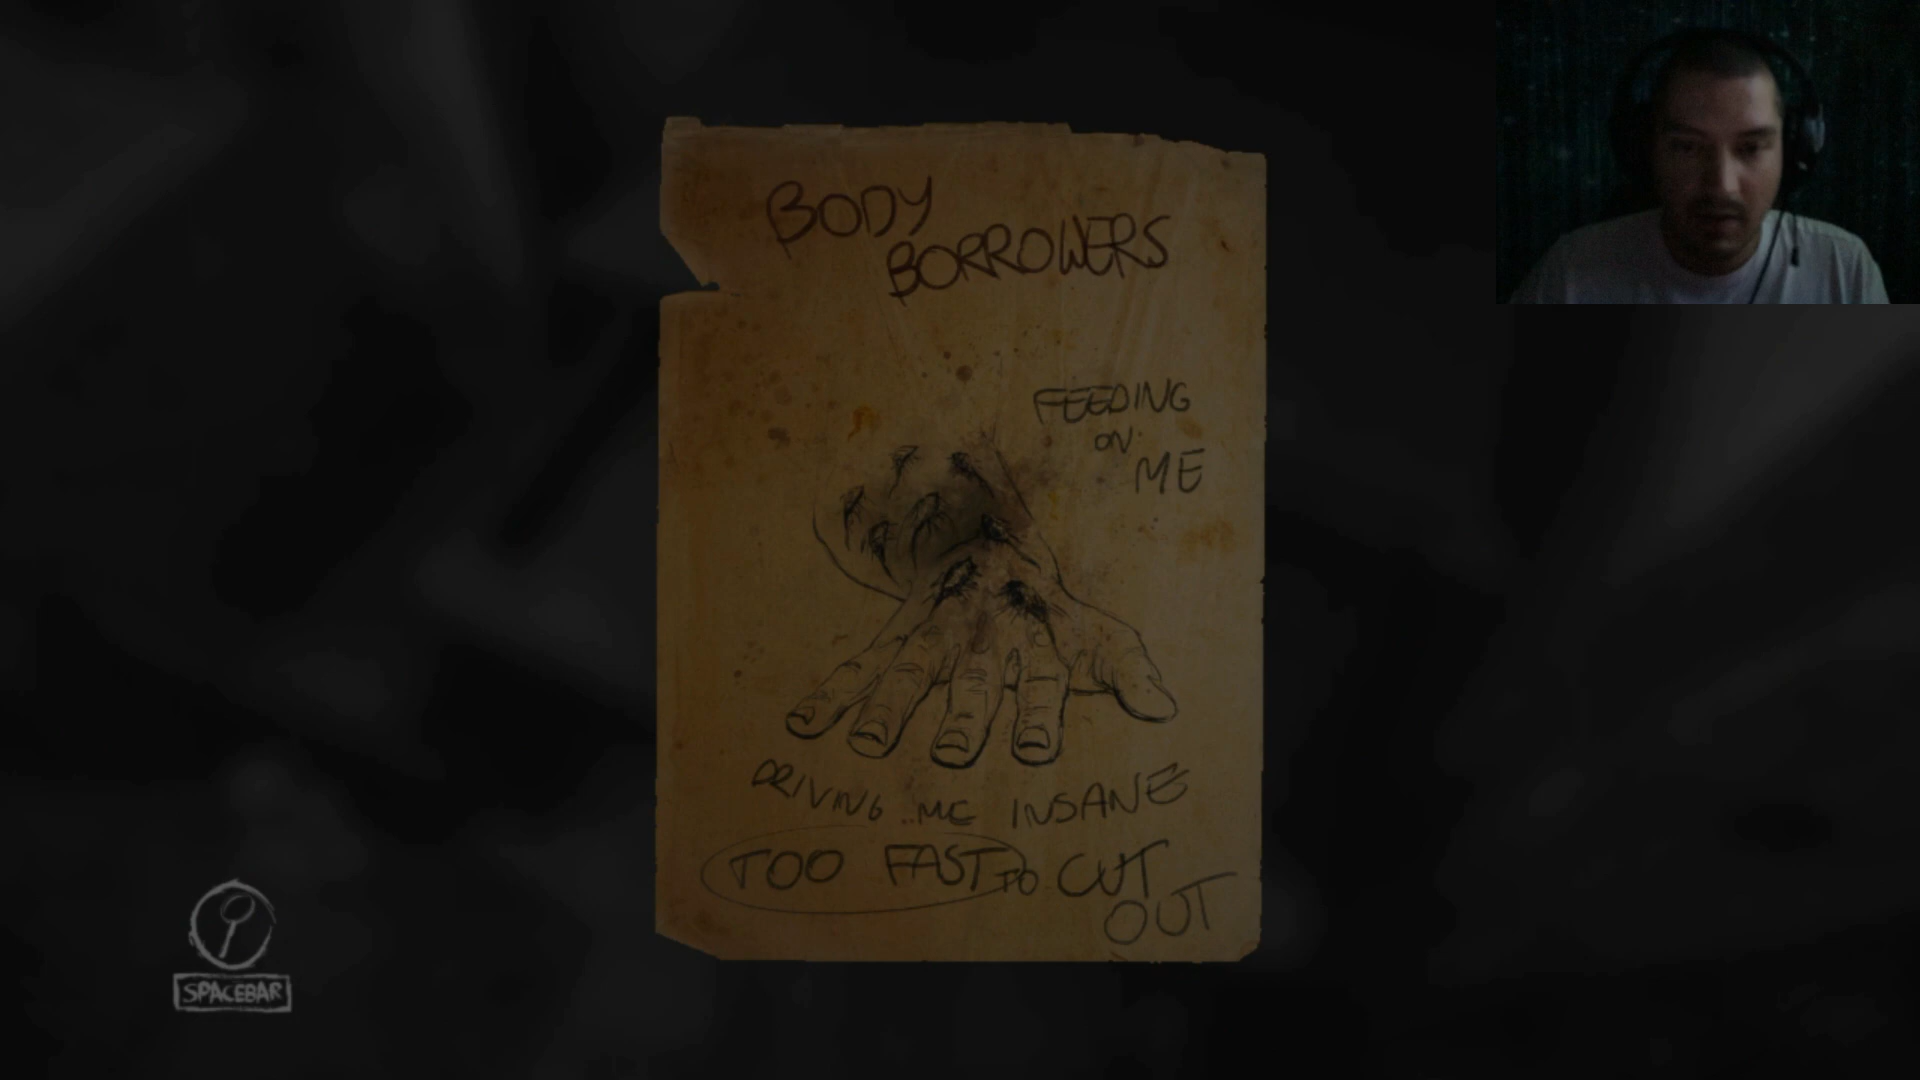 BODY
BORROWERS
FEEDING
ON
ME
DRIVING ME INSANE
TOO FAST TO CUT
OUT
SPACEBAR